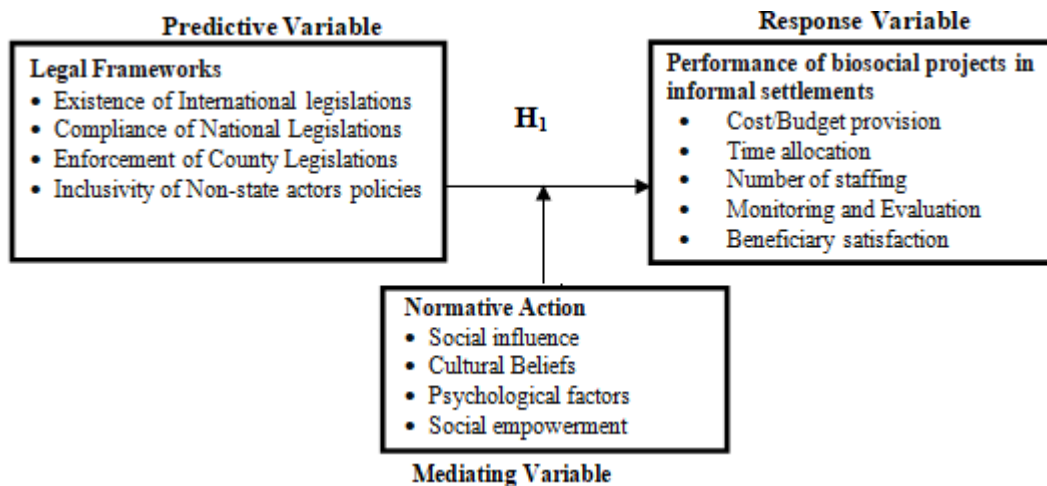 Predictive Variable
Legal Frameworks
• Existence of International legislations
• Compliance of National Legislations
• Enforcement of County Legislations
• Inclusivity of Non-state actors policies
H1
Response Variable
Performance of biosocial projects in
informal settlements
• Cost/Budget provision
• Time allocation
• Number of staffing
• Monitoring and Evaluation
• Beneficiary satisfaction
Normative Action
• Social influence
• Cultural Beliefs
• Psychological factors
• Social empowerment
Mediating Variable